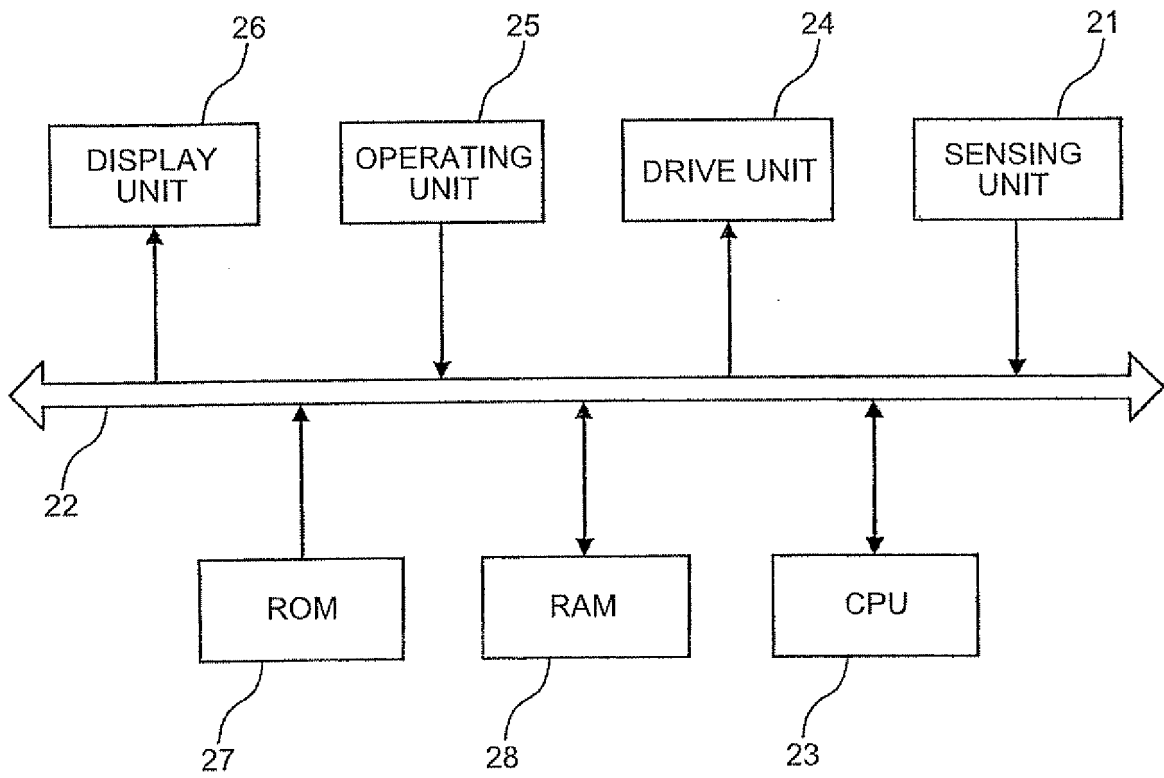 26
25
24
21
DISPLAY
UNIT
OPERATING
UNIT
DRIVE UNIT
SENSING
UNIT
22
ROM
RAM
CPU
27
28
23